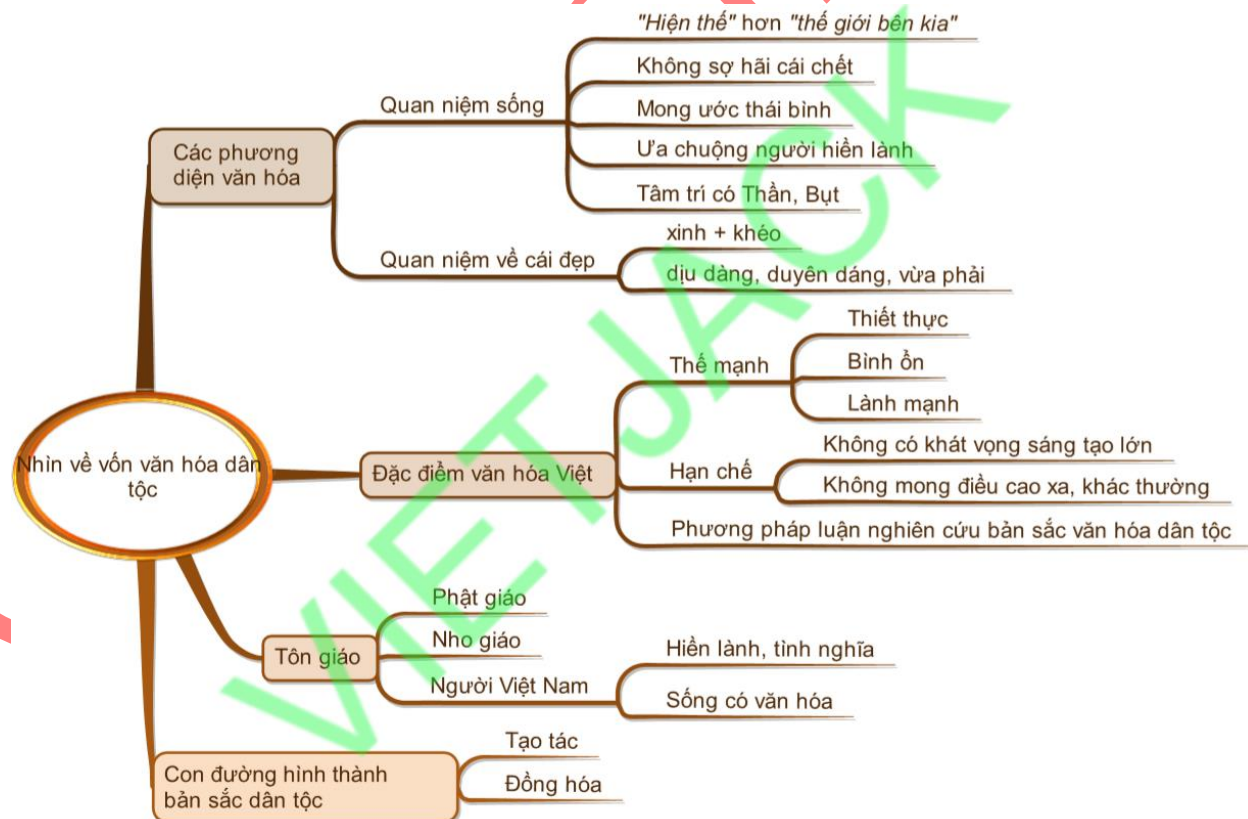 "Hiện thế" hơn "thế giới bên kia"
Không sợ hãi cái chết
Quan niệm sống
Mong ước thái bình
Các phương
diện văn hóa
Ưa chuộng người hiền lành
Tâm trí có Thần, Bụt
xinh + khéo
Quan niệm về cái đẹp
dịu dàng, duyên dáng, vừa phải
Thiết thực
Thế mạnh
Bình ổn
Lành mạnh
Nhìn về vốn văn hóa dân
tộc
Đặc điểm văn hóa Việt
Không có khát vọng sáng tạo lớn
Hạn chế
Không mong điều cao xa, khác thường
Phương pháp luận nghiên cứu bản sắc văn hóa dân tộc
Phật giáo
Tôn giáo
Nho giáo
Người Việt Nam
Hiền lành, tình nghĩa
Sống có văn hóa
Con đường hình thành
bản sắc dân tộc
Tạo tác
Đồng hóa
VIETJACK